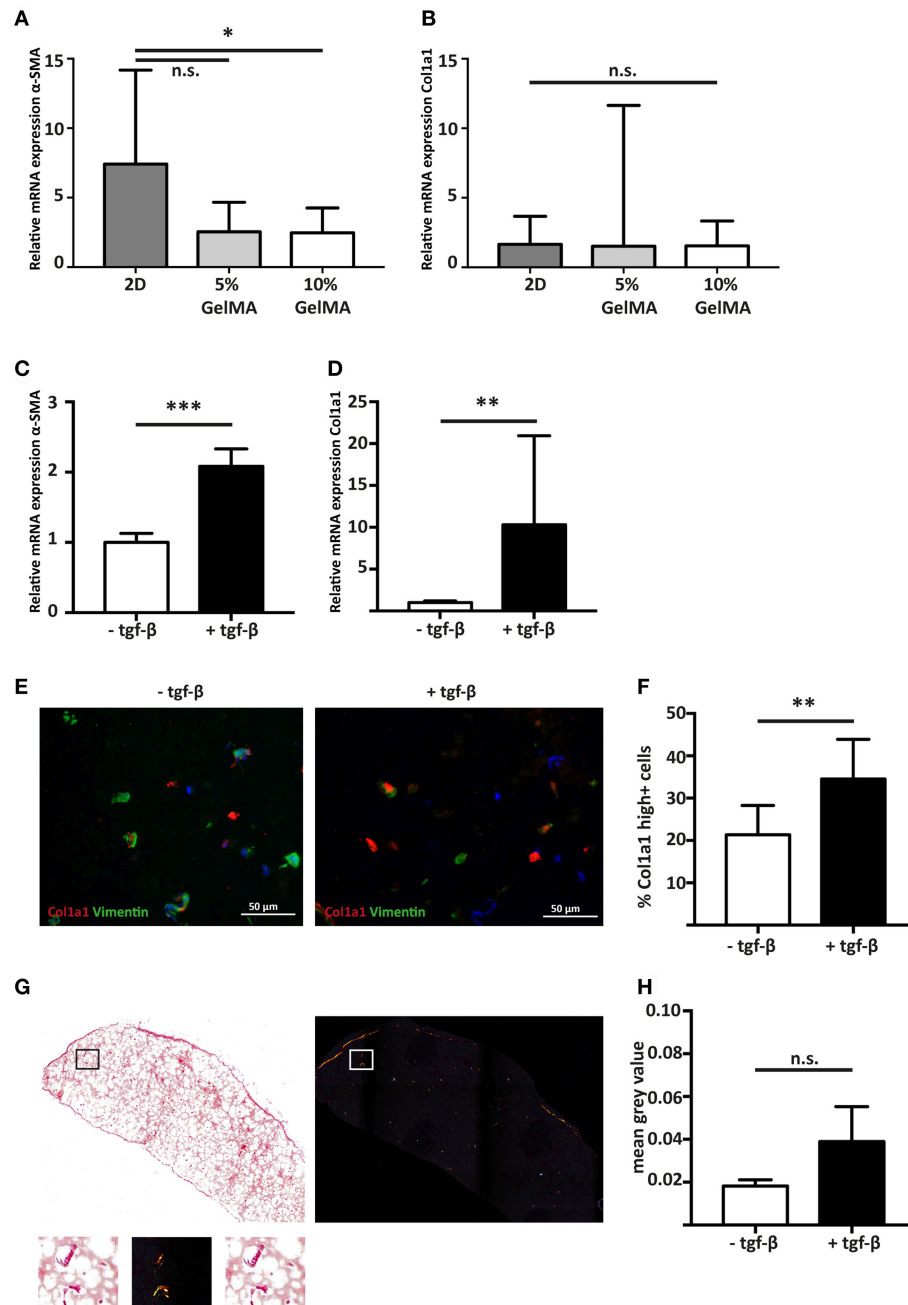 A
Relative mRNA expression α-SMA
15
10
5
0
*
n.s.
2D
5%
GelMA
10%
GelMA
B
Relative mRNA expression Col1a1
15
10
5
0
n.s.
2D
5%
GelMA
10%
GelMA
C
Relative mRNA expression α-SMA
3
2
1
0
***
- tgf-β
+ tgf-β
D
Relative mRNA expression Col1a1
25
20
15
10
5
**
- tgf-β
+ tgf-β
E
- tgf-β
+ tgf-β
Col1a1 Vimentin
50 µm
Col1a1 Vimentin
50 µm
F
% Col1a1 high+ cells
50
40
30
20
10
**
- tgf-β
+ tgf-β
G
H
mean grey value
0.10
0.08
0.06
0.04
0.02
n.s.
- tgf-β
+ tgf-β